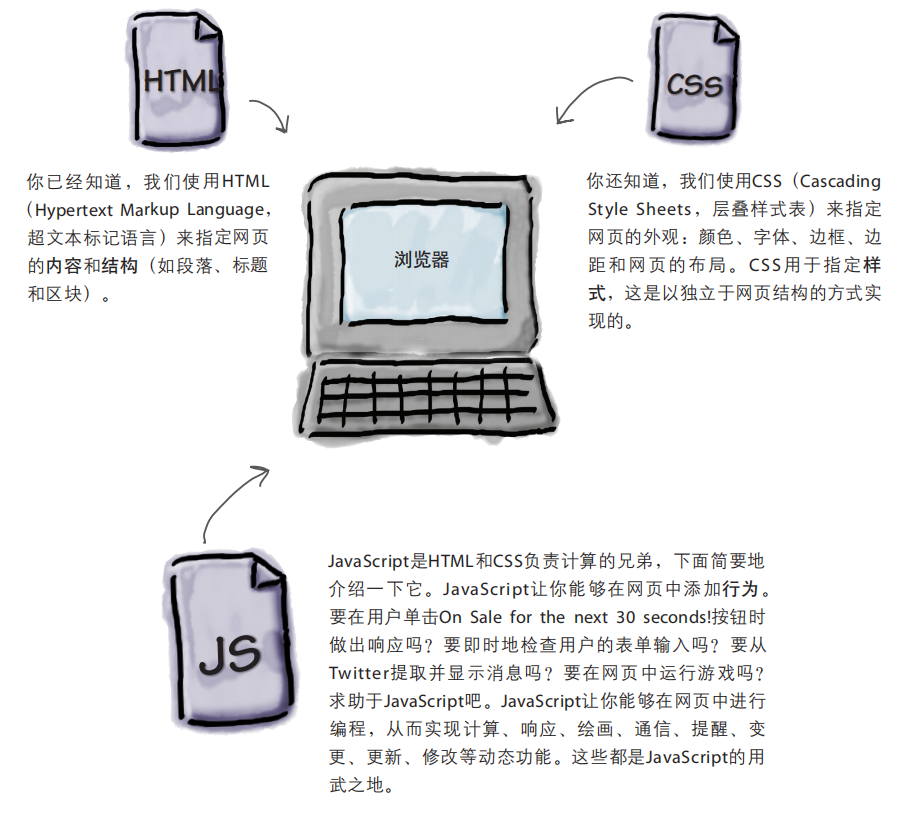 HTML
CSS
你已经知道，我们使用HTML
（Hypertext Markup Language，
超文本标记语言）来指定网页
的内容和结构（如段落、标题
和区块）。
浏览器
你还知道，我们使用CSS（Cascading
Style Sheets，层叠样式表）来指定
网页的外观：颜色、字体、边框、边
距和网页的布局。CSS用于指定样
式，这是以独立于网页结构的方式实
现的。
JS
JavaScript是HTML和CSS负责计算的兄弟，下面简要地
介绍一下它。JavaScript让你能够在网页中添加行为。
要在用户单击On Sale for the next 30 seconds!按钮时
做出响应吗？要即时地检查用户的表单输入吗？要从
Twitter提取并显示消息吗？要在网页中运行游戏吗？
求助于JavaScript吧。JavaScript让你能够在网页中进行
编程，从而实现计算、响应、绘画、通信、提醒、变
更、更新、修改等动态功能。这些都是JavaScript的用
武之地。